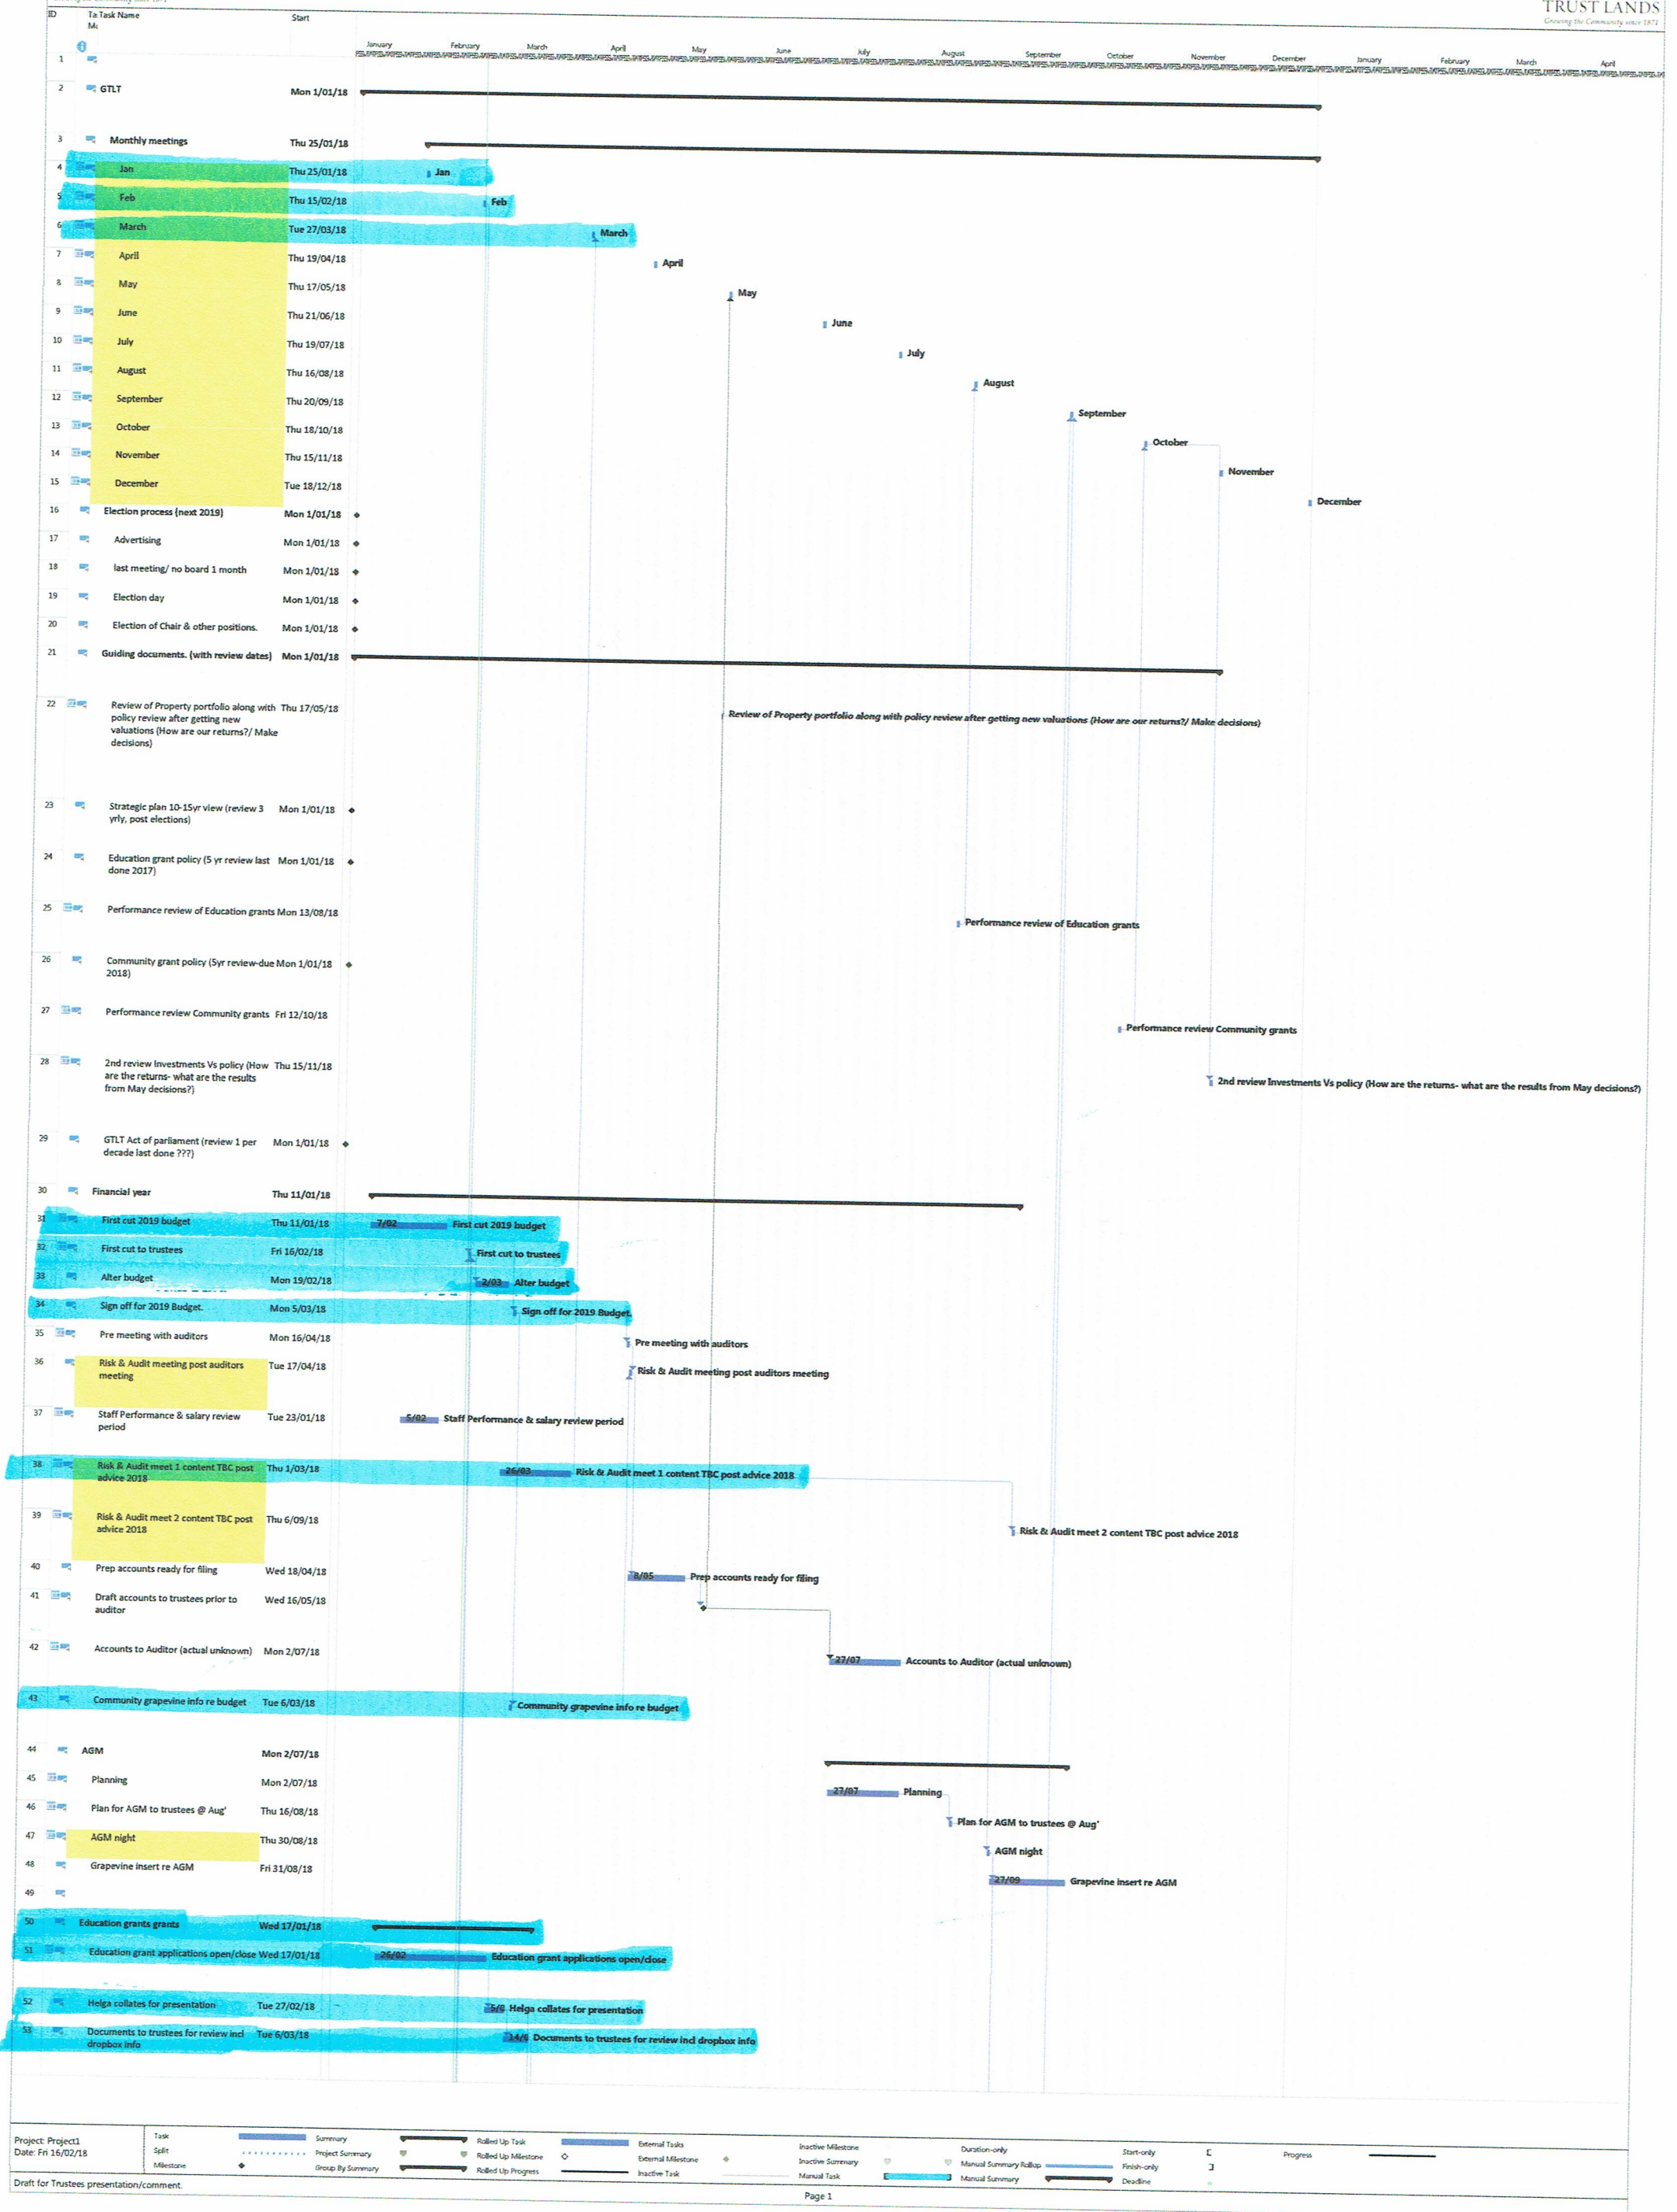 TRUST LANDS
Growing the Community since 1871
ID Ta Task Name Start
Mc
January February March April May June July August September October November December January February March April
1
2 GTLT Mon 1/01/18
3 Monthly meetings Thu 25/01/18
4 Jan Thu 25/01/18 Jan
5 Feb Thu 15/02/18 Feb
6 March Tue 27/03/18 March
7 April Thu 19/04/18 April
8 May Thu 17/05/18 May
9 June Thu 21/06/18 June
10 July Thu 19/07/18 July
11 August Thu 16/08/18 August
12 September Thu 20/09/18 September
13 October Thu 18/10/18 October
14 November Thu 15/11/18 November
15 December Tue 18/12/18 December
16 Election process (next 2019) Mon 1/01/18
17 Advertising Mon 1/01/18
18 last meeting/ no board 1 month Mon 1/01/18
19 Election day Mon 1/01/18
20 Election of Chair & other positions. Mon 1/01/18
21 Guiding documents. (with review dates) Mon 1/01/18
22 Review of Property portfolio along with Thu 17/05/18 Review of Property portfolio along with policy review after getting new valuations (How are our returns?/ Make decisions)
policy review after getting new
valuations (How are our returns?/ Make
decisions)
23 Strategic plan 10-15yr view (review 3 Mon 1/01/18
yrly, post elections)
24 Education grant policy (5 yr review last Mon 1/01/18
done 2017)
25 Performance review of Education grants Mon 13/08/18 Performance review of Education grants
26 Community grant policy (5yr review-due Mon 1/01/18
2018)
27 Performance review Community grants Fri 12/10/18 Performance review Community grants
28 2nd review Investments Vs policy (How Thu 15/11/18 2nd review Investments Vs policy (How are the returns- what are the results from May decisions?)
are the returns- what are the results
from May decisions?)
29 GTLT Act of parliament (review 1 per Mon 1/01/18
decade last done ???)
30 Financial year Thu 11/01/18
31 First cut 2019 budget Thu 11/01/18 7/02 First cut 2019 budget
32 First cut to trustees Fri 16/02/18 First cut to trustees
33 Alter budget Mon 19/02/18 2/03 Alter budget
34 Sign off for 2019 Budget. Mon 5/03/18 Sign off for 2019 Budget.
35 Pre meeting with auditors Mon 16/04/18 Pre meeting with auditors
36 Risk & Audit meeting post auditors Tue 17/04/18 Risk & Audit meeting post auditors meeting
meeting
37 Staff Performance & salary review Tue 23/01/18 5/02 Staff Performance & salary review period
period
38 Risk & Audit meet 1 content TBC post Thu 1/03/18 26/03 Risk & Audit meet 1 content TBC post advice 2018
advice 2018
39 Risk & Audit meet 2 content TBC post Thu 6/09/18 Risk & Audit meet 2 content TBC post advice 2018
advice 2018
40 Prep accounts ready for filing Wed 18/04/18 8/05 Prep accounts ready for filing
41 Draft accounts to trustees prior to Wed 16/05/18
auditor
42 Accounts to Auditor (actual unknown) Mon 2/07/18 27/07 Accounts to Auditor (actual unknown)
43 Community grapevine info re budget Tue 6/03/18 Community grapevine info re budget
44 AGM Mon 2/07/18
45 Planning Mon 2/07/18 27/07 Planning
46 Plan for AGM to trustees @ Aug' Thu 16/08/18 Plan for AGM to trustees @ Aug'
47 AGM night Thu 30/08/18 AGM night
48 Grapevine insert re AGM Fri 31/08/18 27/09 Grapevine insert re AGM
49
50 Education grants grants Wed 17/01/18
51 Education grant applications open/close Wed 17/01/18 26/02 Education grant applications open/close
52 Helga collates for presentation Tue 27/02/18 5/0 Helga collates for presentation
53 Documents to trustees for review incl Tue 6/03/18 14/0 Documents to trustees for review incl dropbox info
dropbox info
Project: Project1
Date: Fri 16/02/18
Task Summary Rolled Up Task External Tasks Inactive Milestone Duration-only Start-only Progress
Split Project Summary Rolled Up Milestone External Milestone Inactive Summary Manual Summary Rollup Finish-only
Milestone Group By Summary Rolled Up Progress Inactive Task Manual Task Manual Summary Deadline
Draft for Trustees presentation/comment.
Page 1